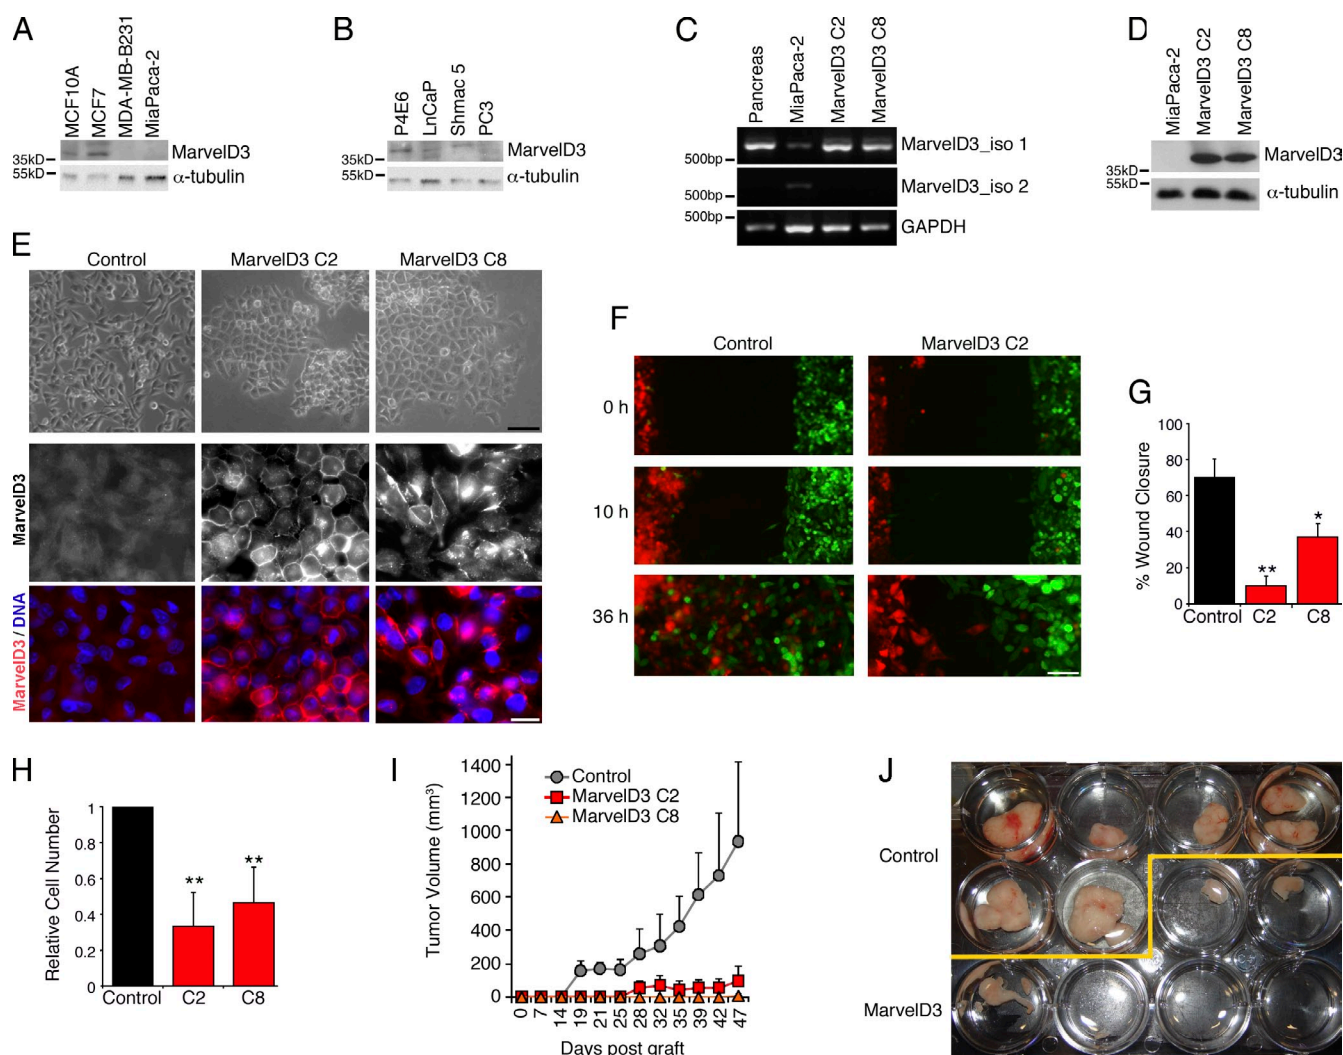 A
MCF10A
MCF7
MDA-MB-B231
MiaPaca-2
35kD
MarvelD3
55kD
α-tubulin
B
P4E6
LnCaP
Shmac 5
PC3
35kD
MarvelD3
55kD
α-tubulin
C
Pancreas
MiaPaca-2
MarvelD3 C2
MarvelD3 C8
MarvelD3_iso 1
500bp
MarvelD3_iso 2
500bp
500bp
GAPDH
D
MiaPaca-2
MarvelD3 C2
MarvelD3 C8
MarvelD3
35kD
55kD
α-tubulin
E
Control
MarvelD3 C2
MarvelD3 C8
MarvelD3
MarvelD3 / DNA
F
Control
MarvelD3 C2
0 h
10 h
36 h
G
% Wound Closure
100
80
60
40
20
0
**
*
Control
C2
C8
H
Relative Cell Number
1
0.8
0.6
0.4
0.2
0
**
**
Control
C2
C8
I
Tumor Volume (mm³)
1400
1200
1000
800
600
400
200
0
Control
MarvelD3 C2
MarvelD3 C8
0 7 14 19 21 25 28 32 35 39 42 47
Days post graft
J
Control
MarvelD3